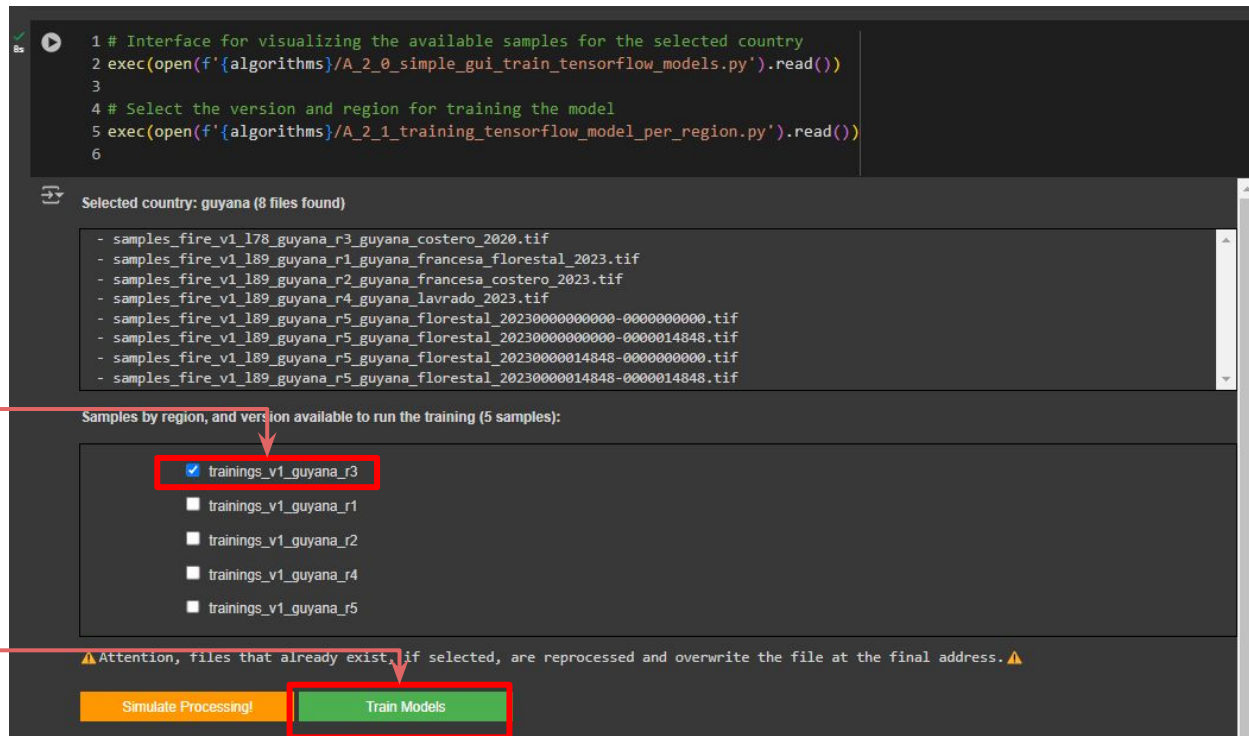 8s
1 # Interface for visualizing the available samples for the selected country
2 exec(open(f'{algorithms}/A_2_0_simple_gui_train_tensorflow_models.py').read())
3
4 # Select the version and region for training the model
5 exec(open(f'{algorithms}/A_2_1_training_tensorflow_model_per_region.py').read())
6
Selected country: guyana (8 files found)
- samples_fire_v1_l78_guyana_r3_guyana_costero_2020.tif
- samples_fire_v1_l89_guyana_r1_guyana_francesa_florestal_2023.tif
- samples_fire_v1_l89_guyana_r2_guyana_francesa_costero_2023.tif
- samples_fire_v1_l89_guyana_r4_guyana_lavrado_2023.tif
- samples_fire_v1_l89_guyana_r5_guyana_florestal_20230000000000-0000000000.tif
- samples_fire_v1_l89_guyana_r5_guyana_florestal_20230000000000-0000014848.tif
- samples_fire_v1_l89_guyana_r5_guyana_florestal_20230000014848-0000000000.tif
- samples_fire_v1_l89_guyana_r5_guyana_florestal_20230000014848-0000014848.tif
Samples by region, and version available to run the training (5 samples):
trainings_v1_guyana_r3
trainings_v1_guyana_r1
trainings_v1_guyana_r2
trainings_v1_guyana_r4
trainings_v1_guyana_r5
⚠Attention, files that already exist, if selected, are reprocessed and overwrite the file at the final address.⚠
Simulate Processing!
Train Models